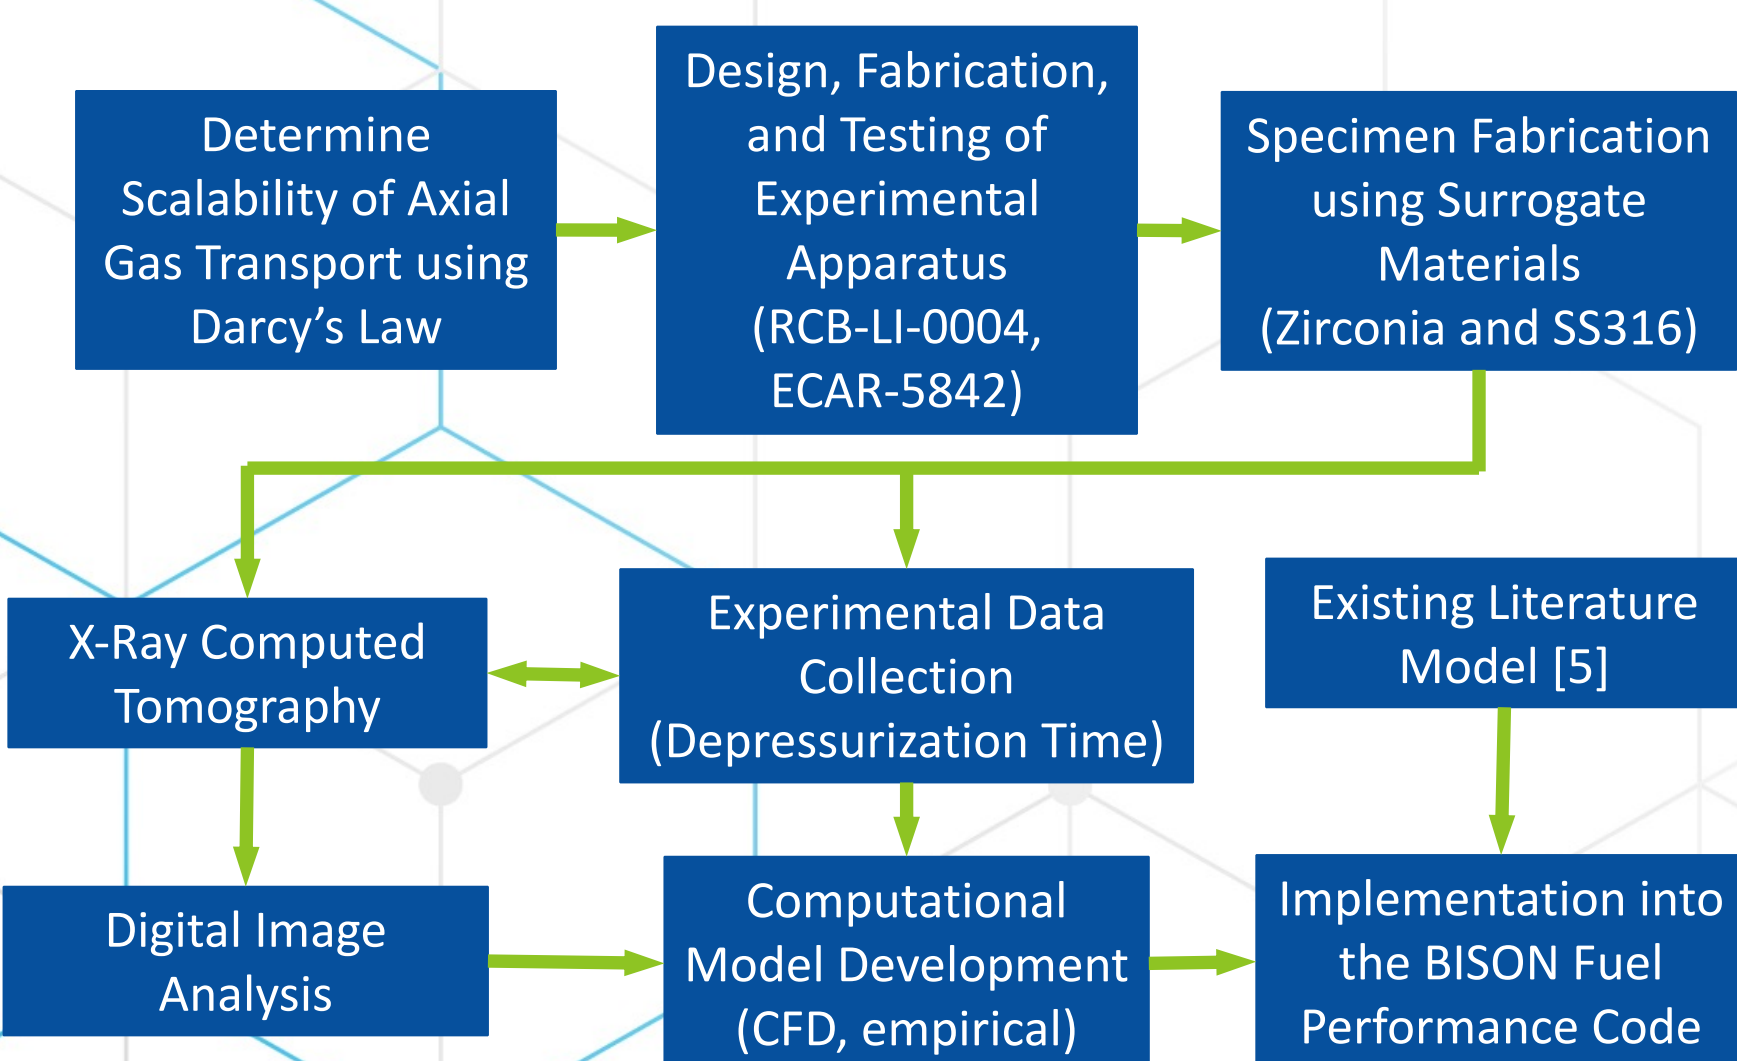 Determine
Scalability of Axial
Gas Transport using
Darcy’s Law
Design, Fabrication,
and Testing of
Experimental
Apparatus
(RCB-LI-0004,
ECAR-5842)
Specimen Fabrication
using Surrogate
Materials
(Zirconia and SS316)
X-Ray Computed
Tomography
Experimental Data
Collection
(Depressurization Time)
Existing Literature
Model [5]
Digital Image
Analysis
Computational
Model Development
(CFD, empirical)
Implementation into
the BISON Fuel
Performance Code